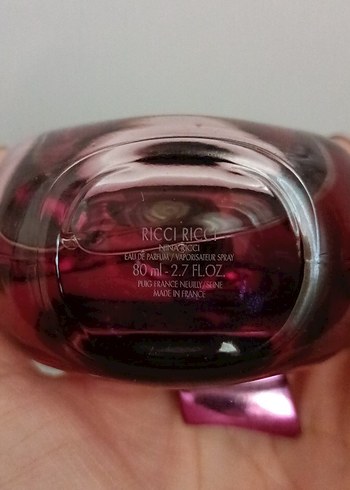 RICCI RICCI
NINA RICCI
EAU DE PARFUM / VAPORISATEUR SPRAY
80 ml - 2.7 FL.OZ.
PUIG FRANCE NEUILLY/SEINE
MADE IN FRANCE